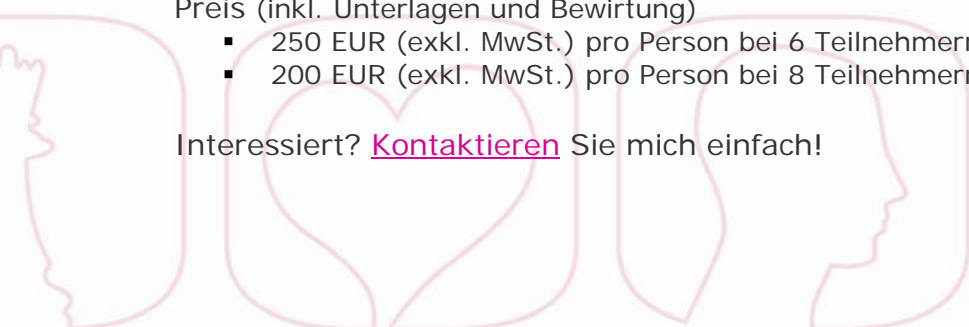 Preis (inkl. Unterlagen und Bewirtung)
▪ 250 EUR (exkl. MwSt.) pro Person bei 6 Teilnehmern
▪ 200 EUR (exkl. MwSt.) pro Person bei 8 Teilnehmern
Interessiert? Kontaktieren Sie mich einfach!